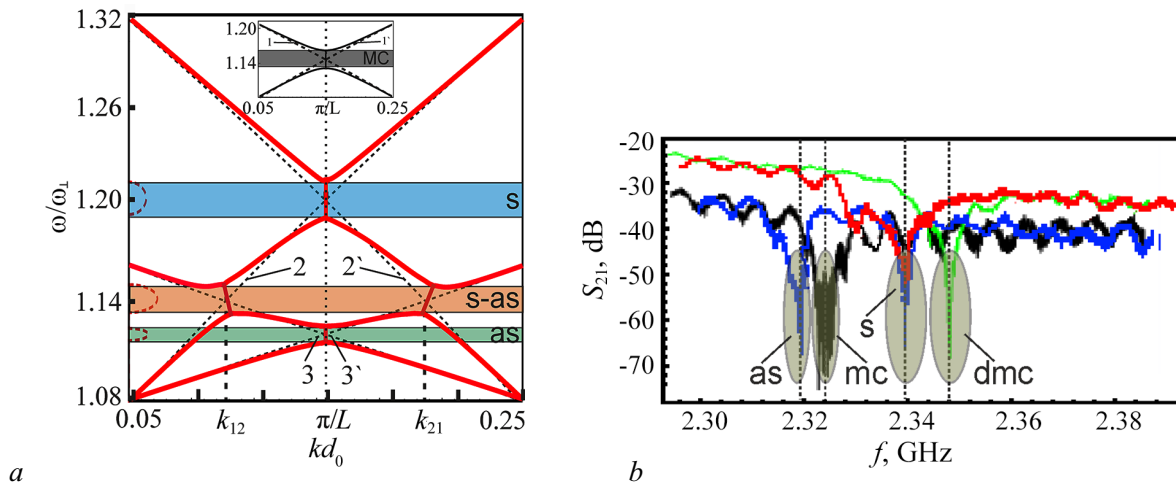 1.32
1.26
1.20
1.14
1.08
ω/ω⊥
1.20
1.14
0.05
π/L
0.25
1
1`
MC
s
s-as
as
2
2`
3
3`
0.05
k12
π/L
k21
0.25
kd0
a
-20
-30
-40
-50
-60
-70
S21, dB
as
mc
s
dmc
2.30
2.32
2.34
2.36
2.38
f, GHz
b